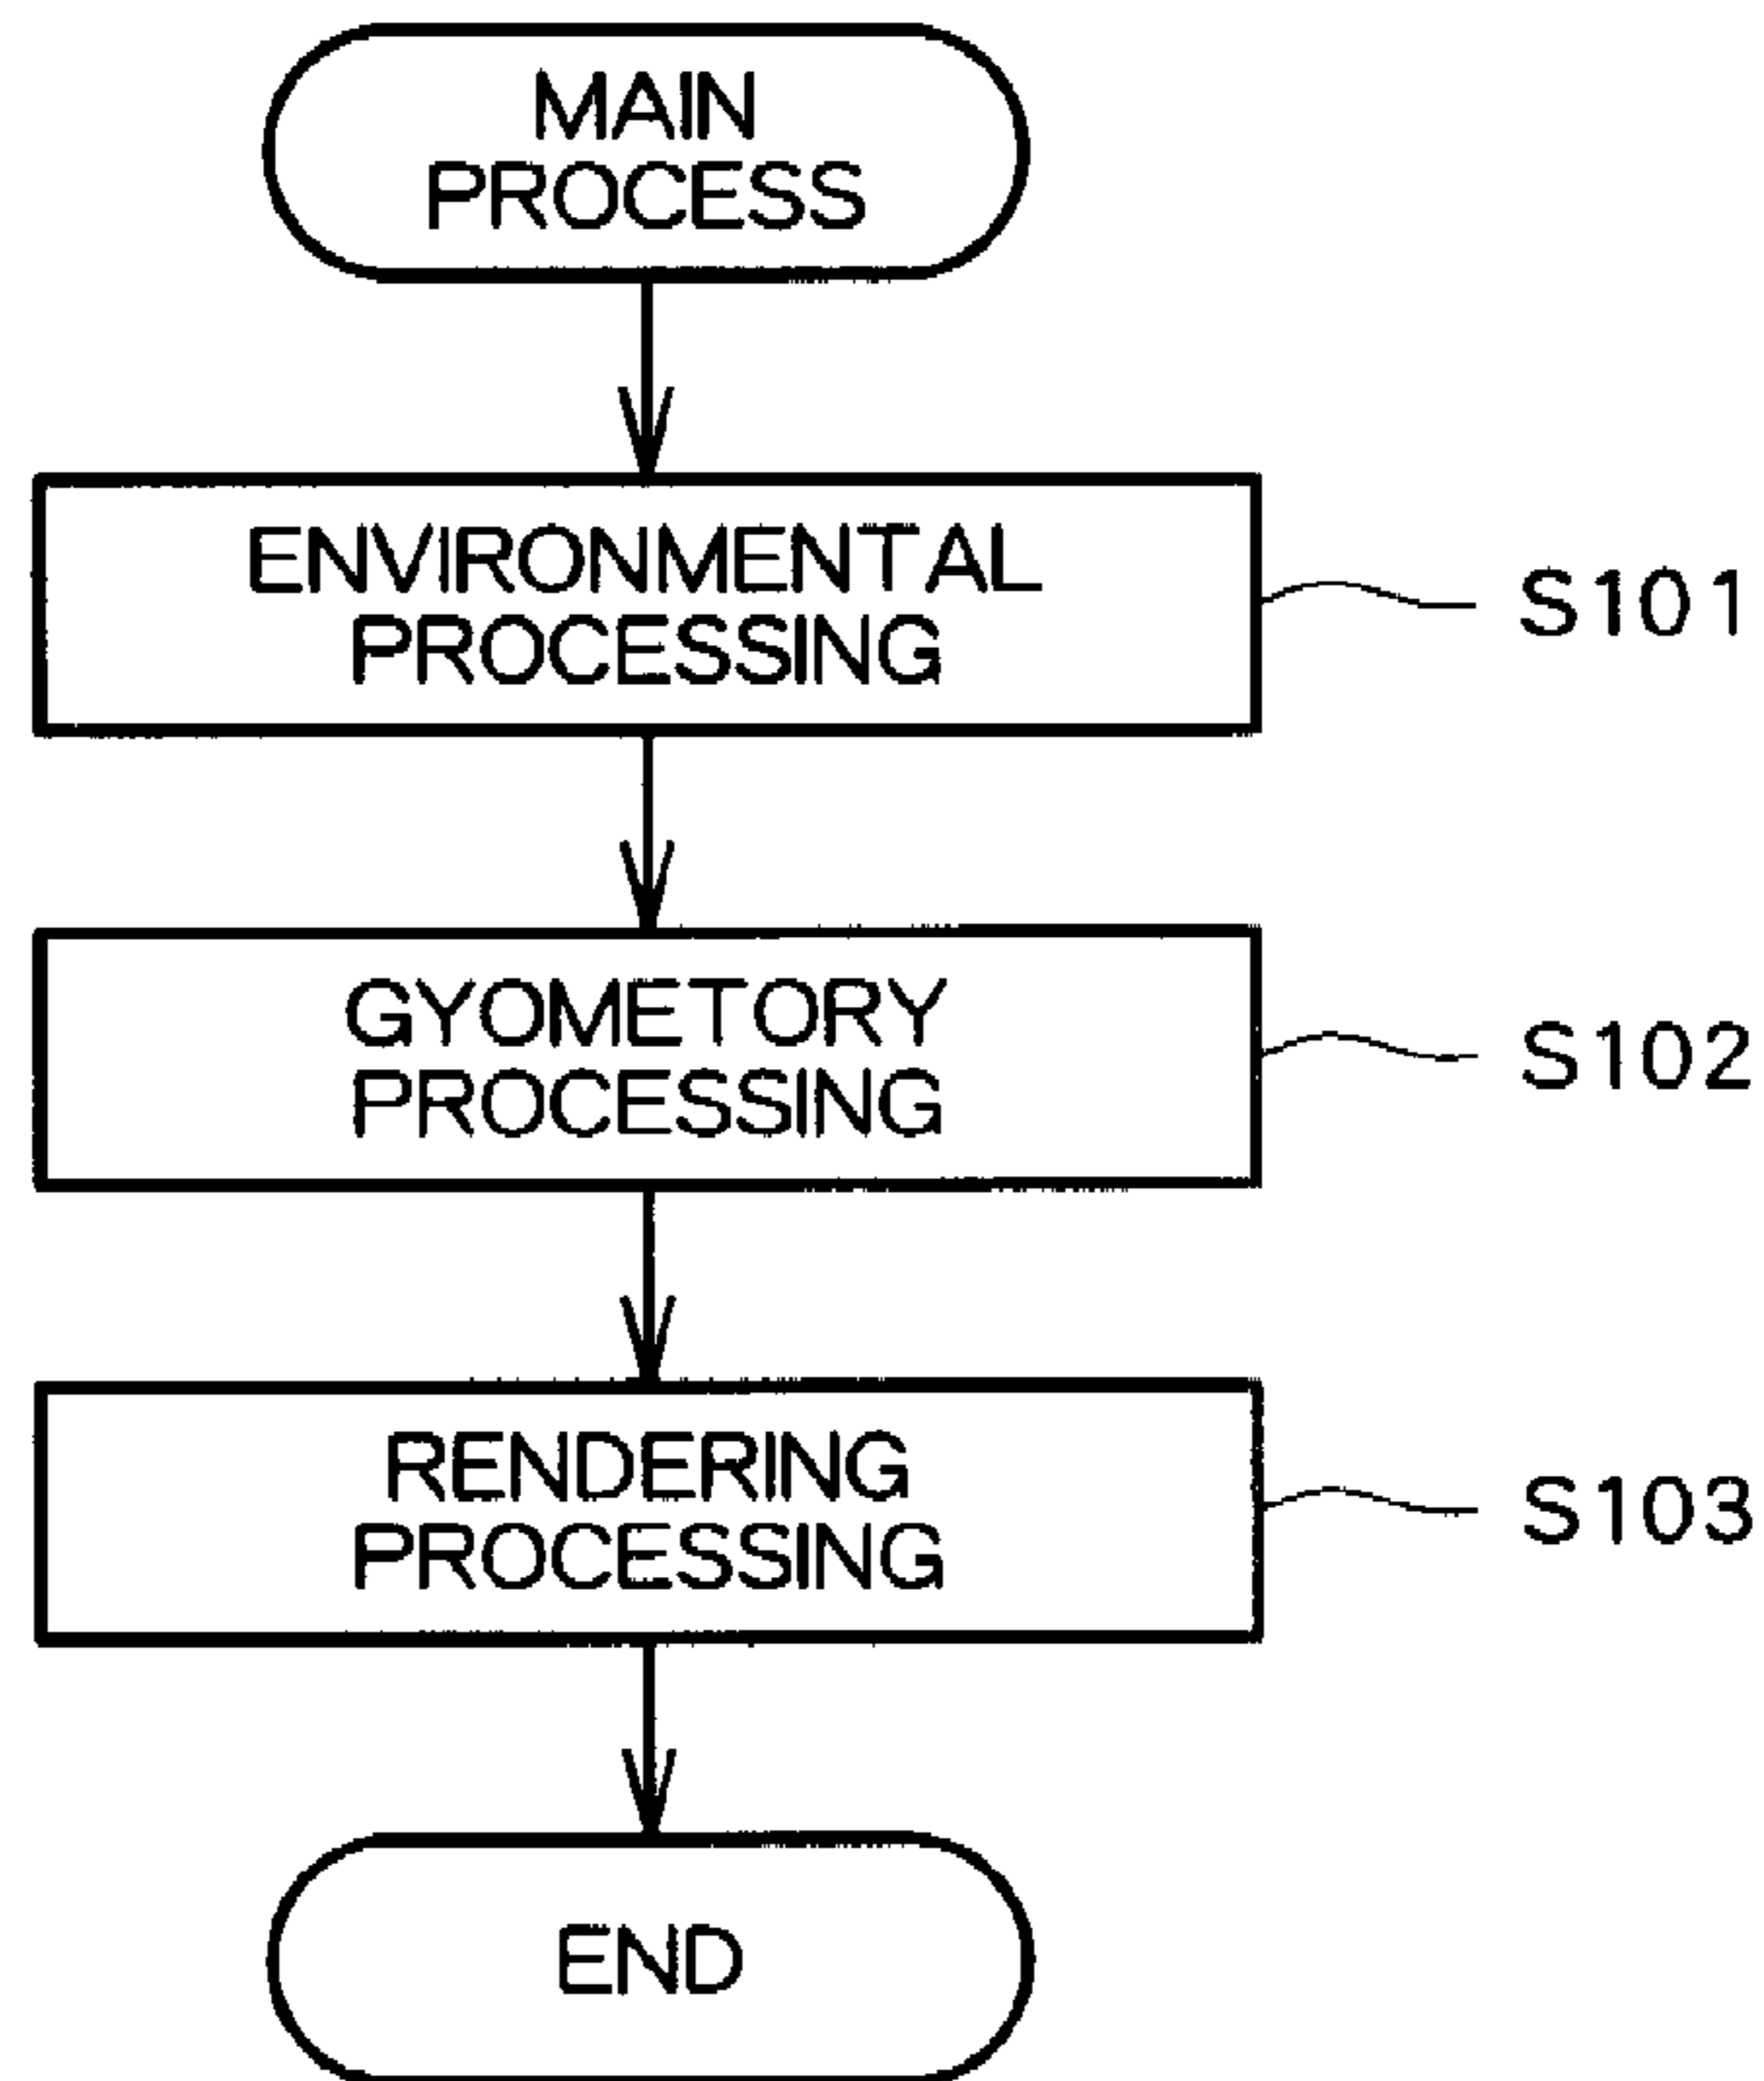 MAIN
PROCESS
ENVIRONMENTAL
PROCESSING
S101
GYOMETORY
PROCESSING
S102
RENDERING
PROCESSING
S103
END